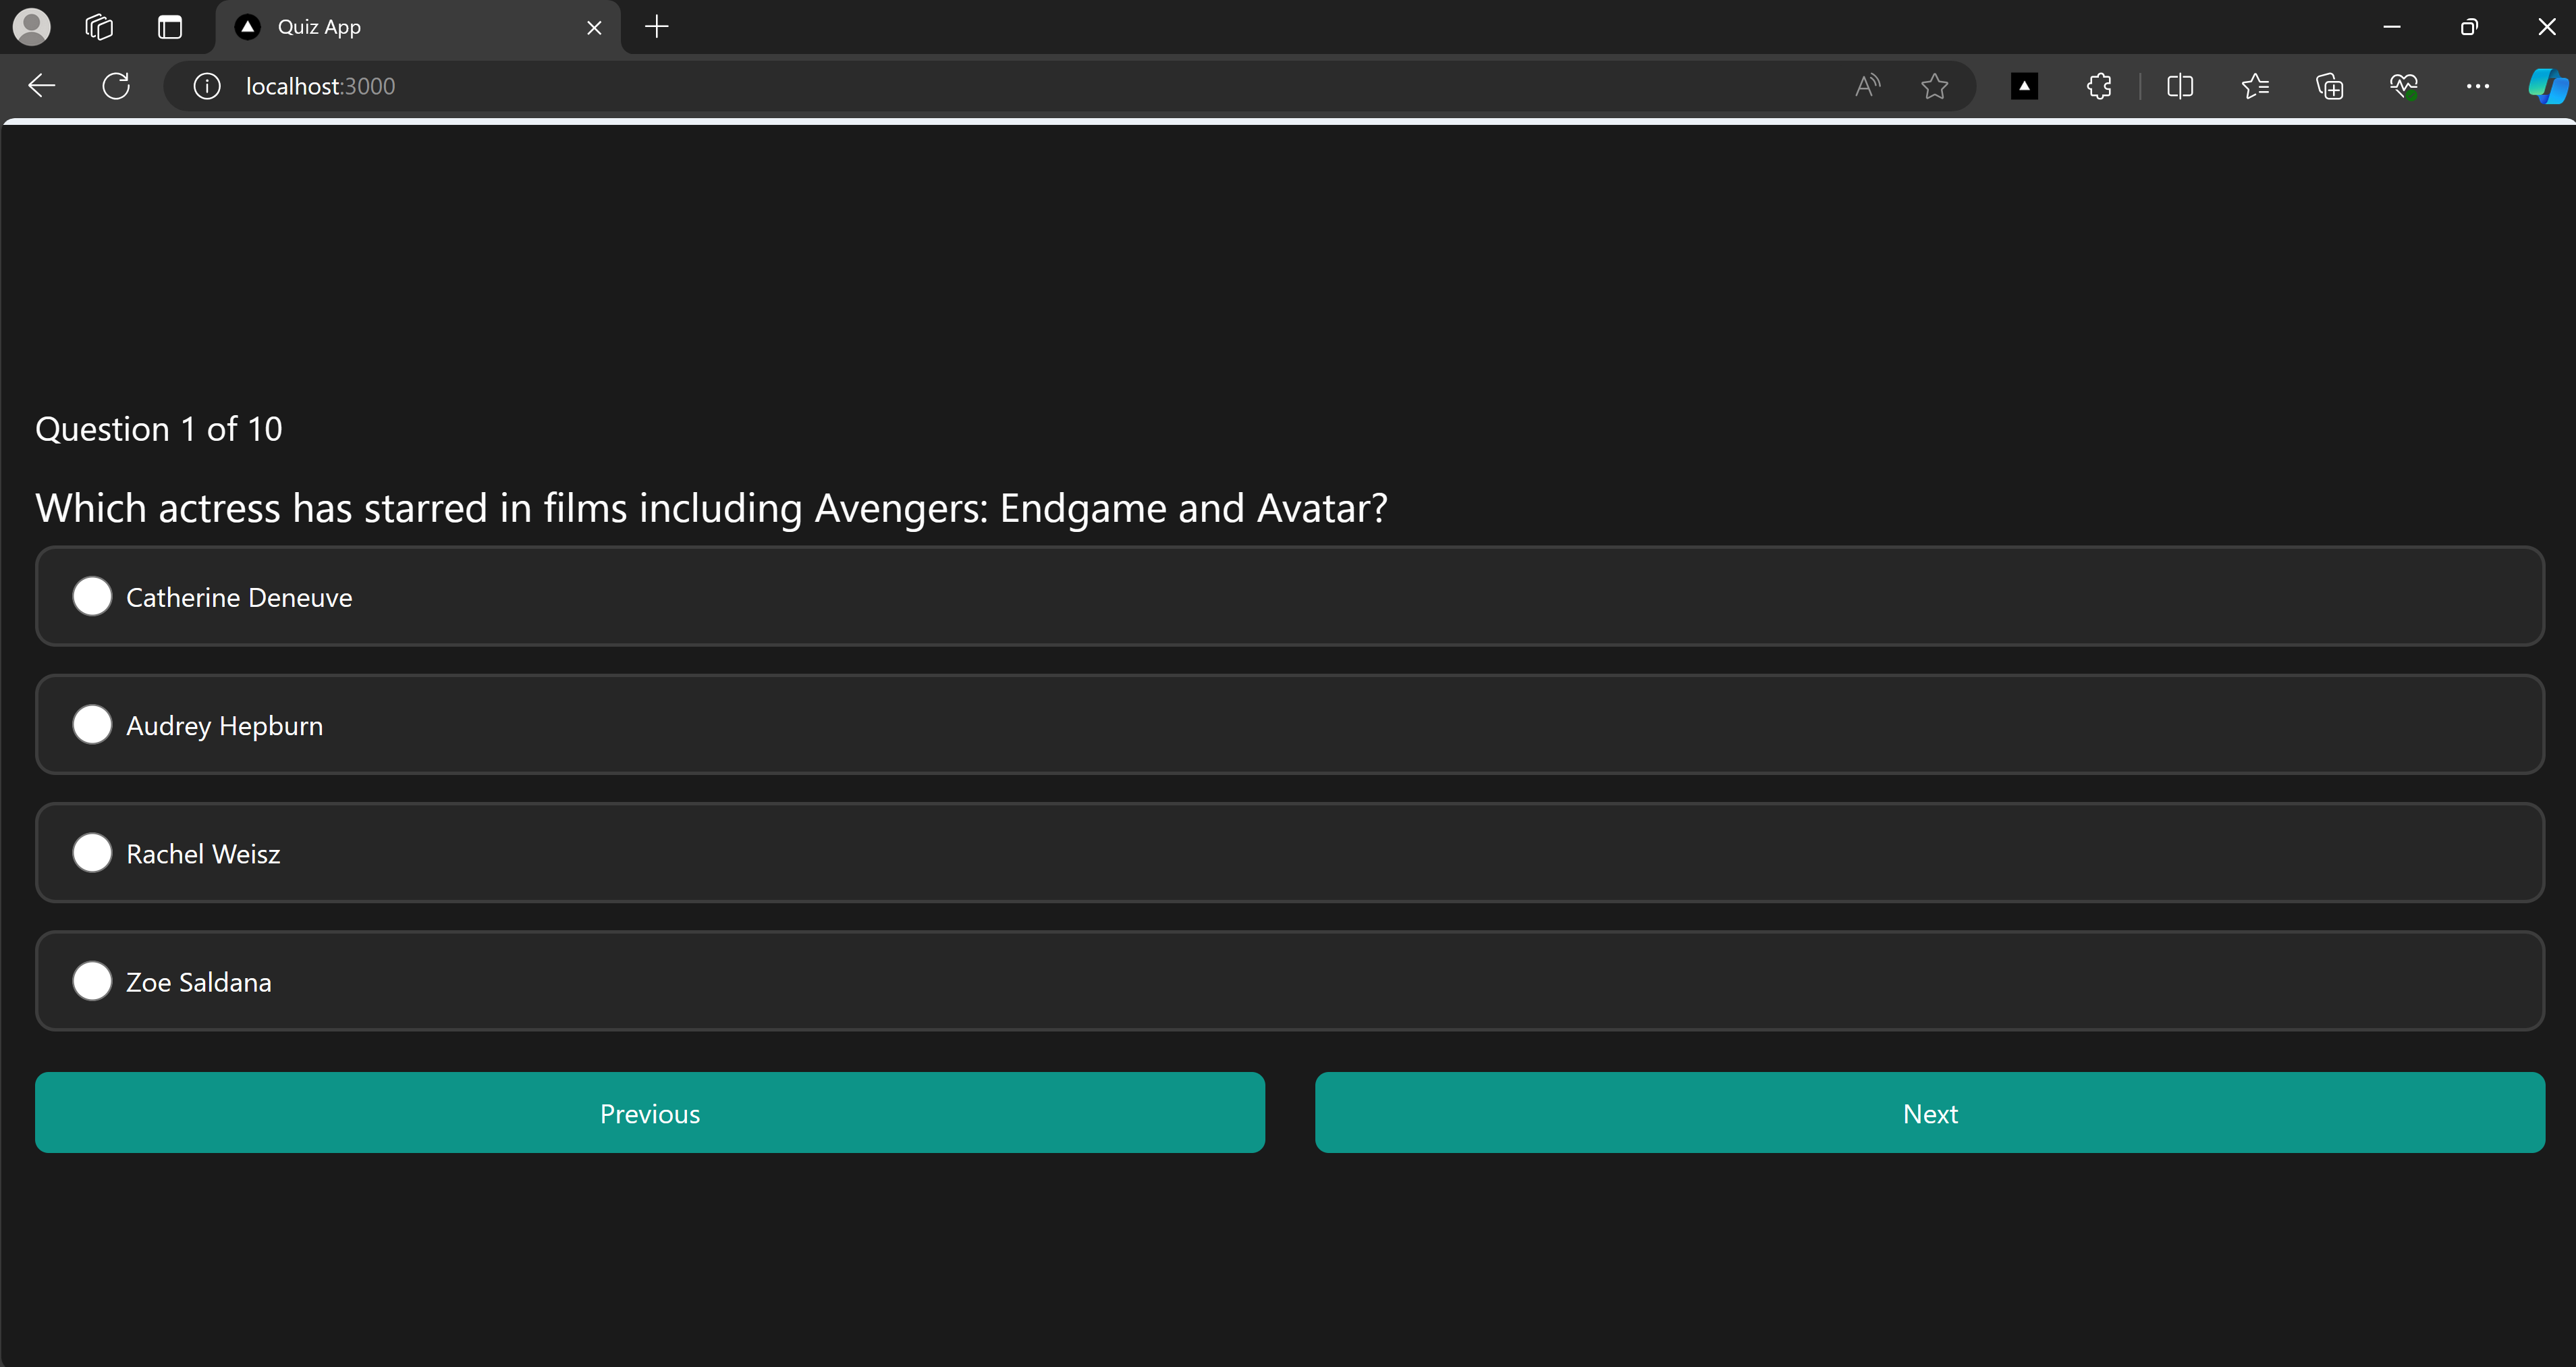 Quiz App
localhost:3000
Question 1 of 10
Which actress has starred in films including Avengers: Endgame and Avatar?
Catherine Deneuve
Audrey Hepburn
Rachel Weisz
Zoe Saldana
Previous
Next